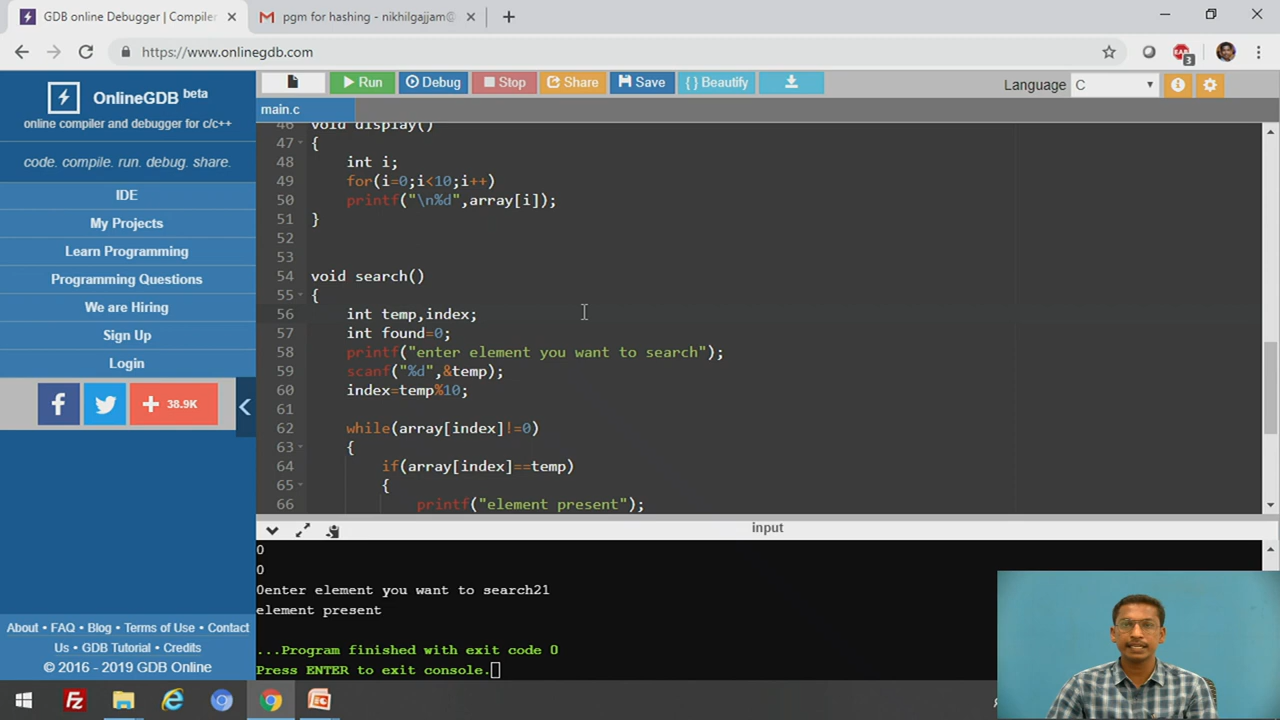 GDB online Debugger | Compiler
pgm for hashing - nikhilgajjam@
https://www.onlinegdb.com
3
OnlineGDB beta
online compiler and debugger for c/c++
code. compile. run. debug. share.
IDE
My Projects
Learn Programming
Programming Questions
We are Hiring
Sign Up
Login
38.9K
About • FAQ • Blog • Terms of Use • Contact
Us • GDB Tutorial • Credits
© 2016 - 2019 GDB Online
Run
Debug
Stop
Share
Save
{ } Beautify
Language C
main.c
46 void display()
47 {
48 int i;
49 for(i=0;i<10;i++)
50 printf("\n%d",array[i]);
51 }
52
53
54 void search()
55 {
56 int temp,index;
57 int found=0;
58 printf("enter element you want to search");
59 scanf("%d",&temp);
60 index=temp%10;
61
62 while(array[index]!=0)
63 {
64 if(array[index]==temp)
65 {
66 printf("element present");
input
0
0
0enter element you want to search21
element present
...Program finished with exit code 0
Press ENTER to exit console.